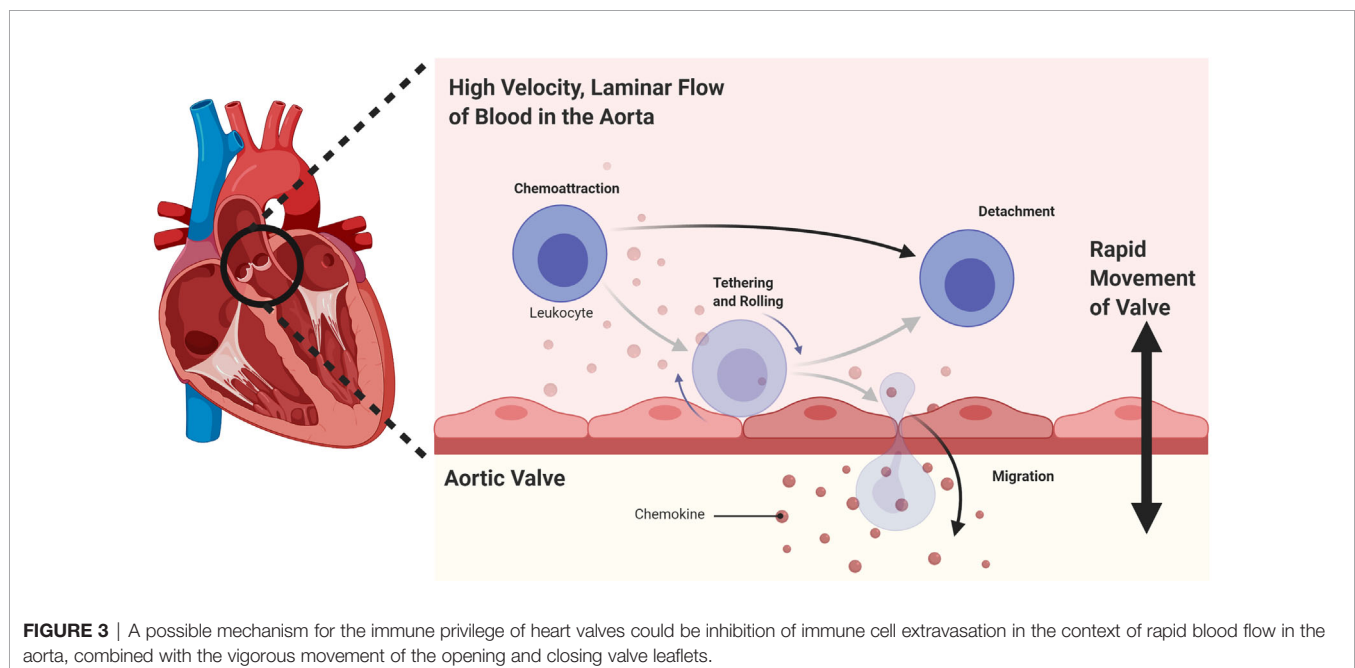 High Velocity, Laminar Flow
of Blood in the Aorta
Chemoattraction
Leukocyte
Tethering
and Rolling
Detachment
Rapid
Movement
of Valve
Aortic Valve
Migration
Chemokine
FIGURE 3 | A possible mechanism for the immune privilege of heart valves could be inhibition of immune cell extravasation in the context of rapid blood flow in the
aorta, combined with the vigorous movement of the opening and closing valve leaflets.